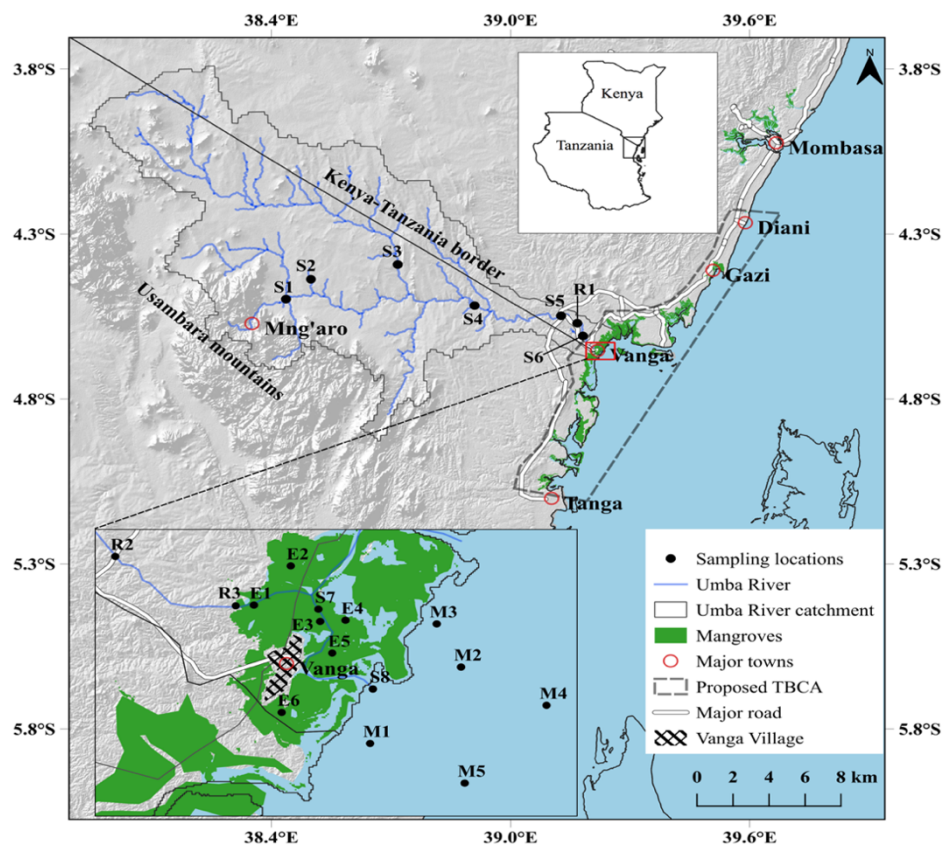 38.4°E 39.0°E 39.6°E
3.8°S 3.8°S
N
Kenya
Tanzania
Mombasa
Kenya-Tanzania border
4.3°S 4.3°S
Diani
S3
Gazi
S2
S1
S5 R1
S4
Mng'aro
S6 Vanga
Usambara mountains
4.8°S 4.8°S
Tanga
R2
E2
5.3°S 5.3°S
R3 E1 S7 E4
E3
M3
E5
M2
Vanga
S8
M4
E6
M1
M5
5.8°S 5.8°S
Sampling locations
Umba River
Umba River catchment
Mangroves
Major towns
Proposed TBCA
Major road
Vanga Village
0 2 4 6 8 km
38.4°E 39.0°E 39.6°E